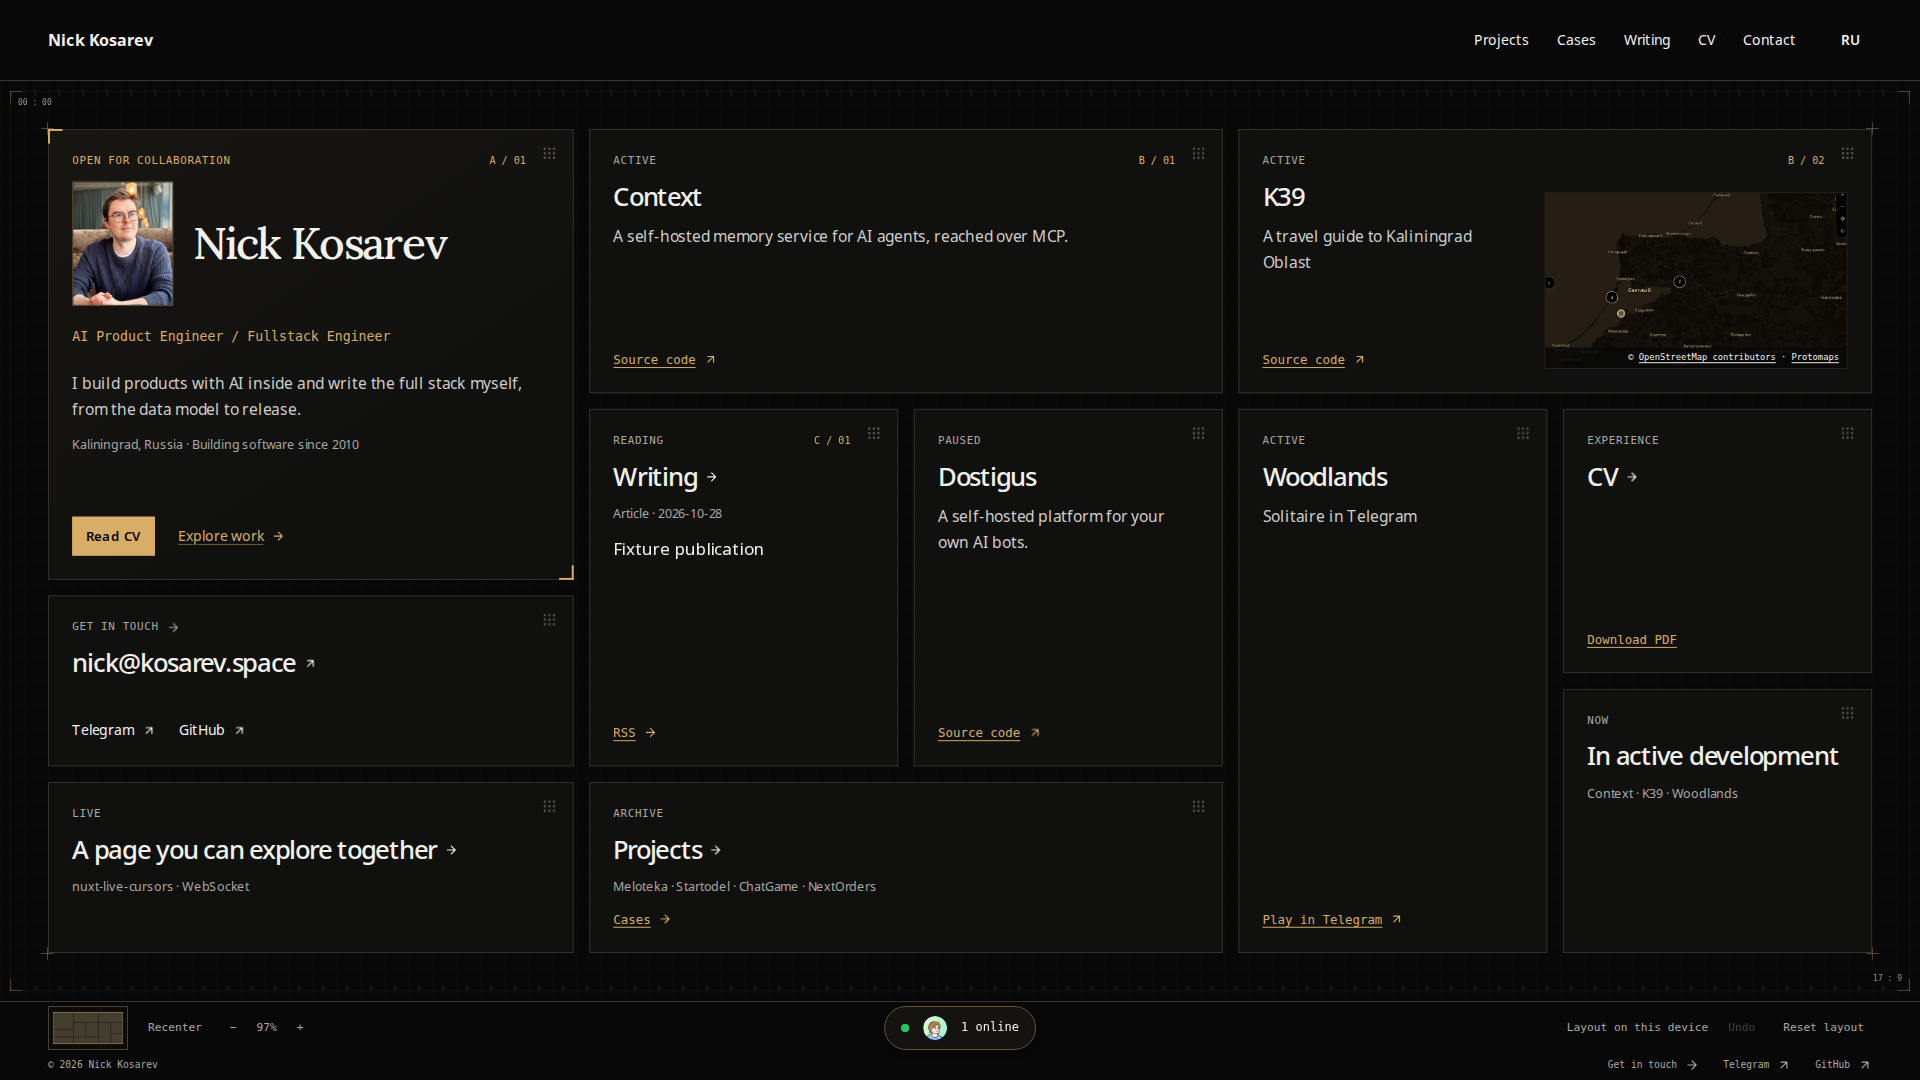 Nick Kosarev
Projects
Cases
Writing
CV
Contact
RU
00 : 00
OPEN FOR COLLABORATION
A / 01
Nick Kosarev
AI Product Engineer / Fullstack Engineer
I build products with AI inside and write the full stack myself,
from the data model to release.
Kaliningrad, Russia · Building software since 2010
Read CV
Explore work →
ACTIVE
B / 01
Context
A self-hosted memory service for AI agents, reached over MCP.
Source code ↗
ACTIVE
B / 02
K39
A travel guide to Kaliningrad
Oblast
Source code ↗
Светлый
© OpenStreetMap contributors · Protomaps
READING
C / 01
Writing →
Article · 2026-10-28
Fixture publication
RSS →
PAUSED
Dostigus
A self-hosted platform for your
own AI bots.
Source code ↗
ACTIVE
Woodlands
Solitaire in Telegram
Play in Telegram ↗
EXPERIENCE
CV →
Download PDF
GET IN TOUCH →
nick@kosarev.space ↗
Telegram ↗
GitHub ↗
NOW
In active development
Context · K39 · Woodlands
LIVE
A page you can explore together →
nuxt-live-cursors · WebSocket
ARCHIVE
Projects →
Meloteka · Startodel · ChatGame · NextOrders
Cases →
17 : 9
Recenter
− 97% +
1 online
Layout on this device
Undo
Reset layout
© 2026 Nick Kosarev
Get in touch →
Telegram ↗
GitHub ↗